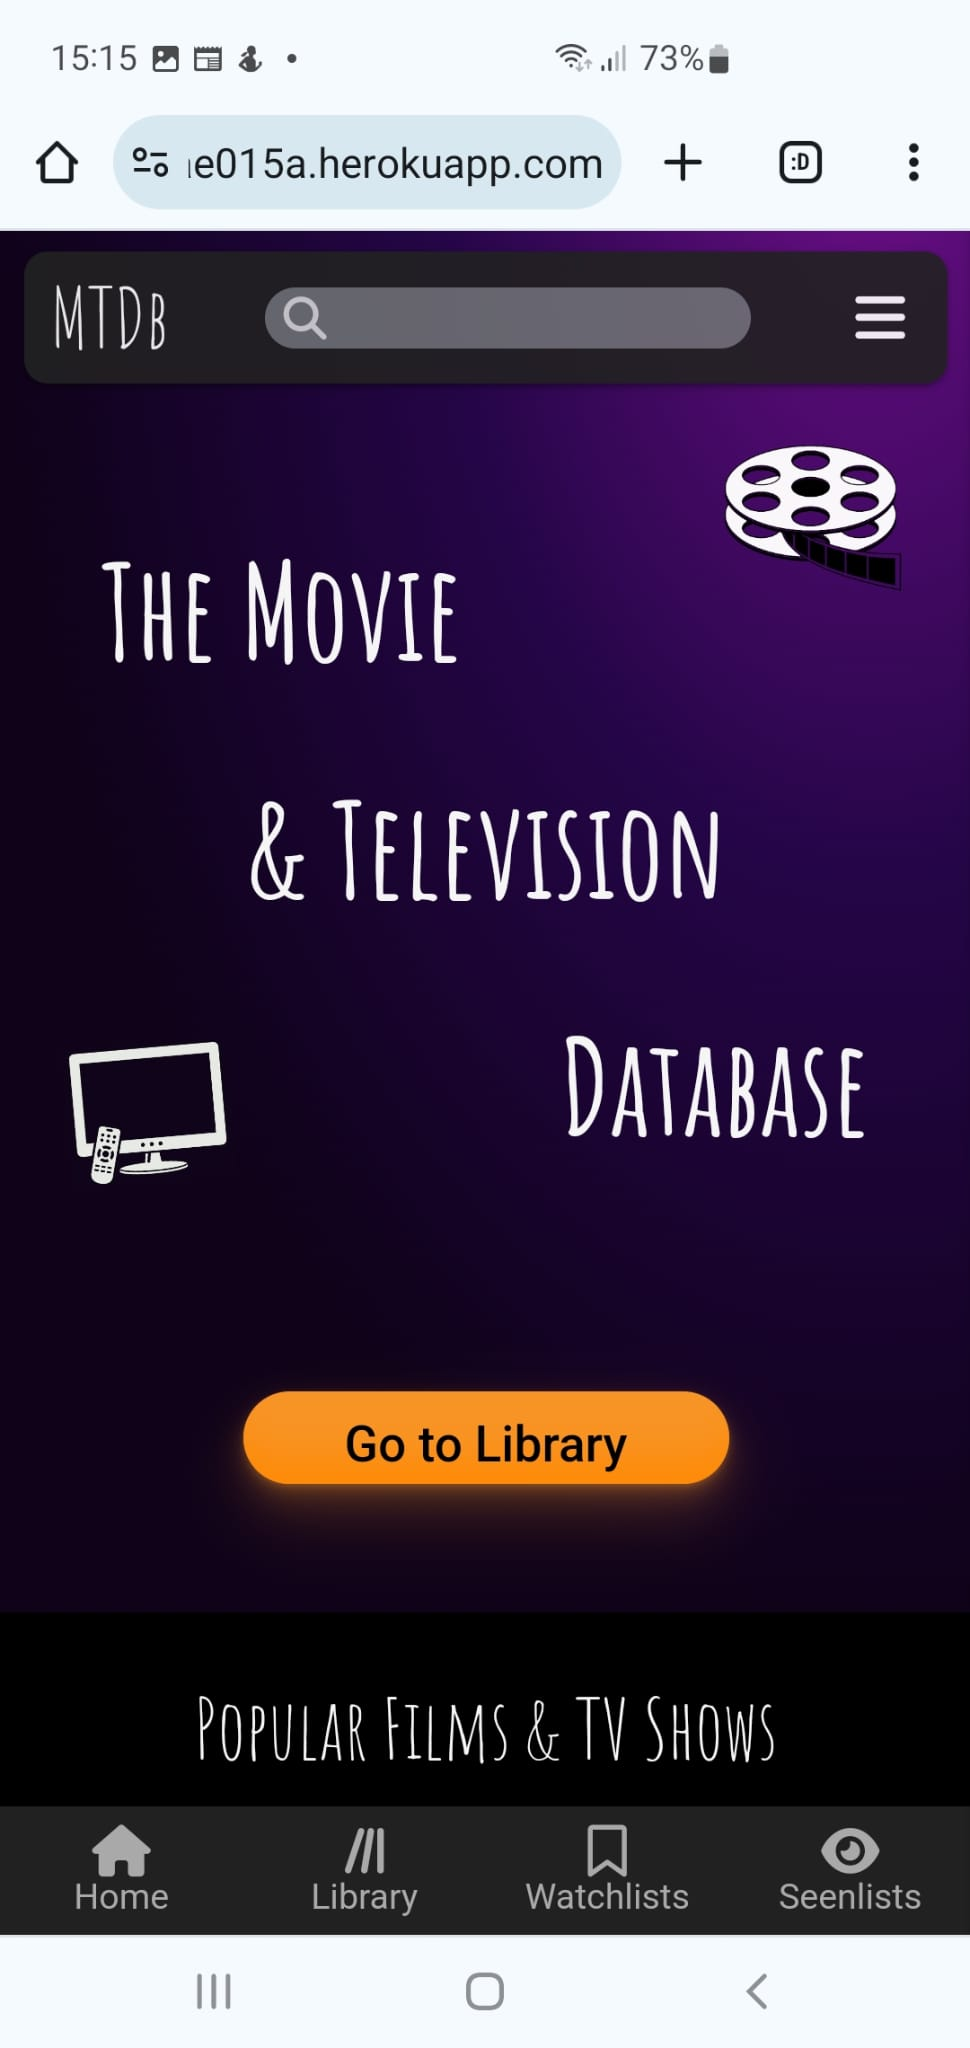 15:15 73%
ıe015a.herokuapp.com :D
MTDb
The Movie
& Television
Database
Go to Library
Popular Films & TV Shows
Home Library Watchlists Seenlists